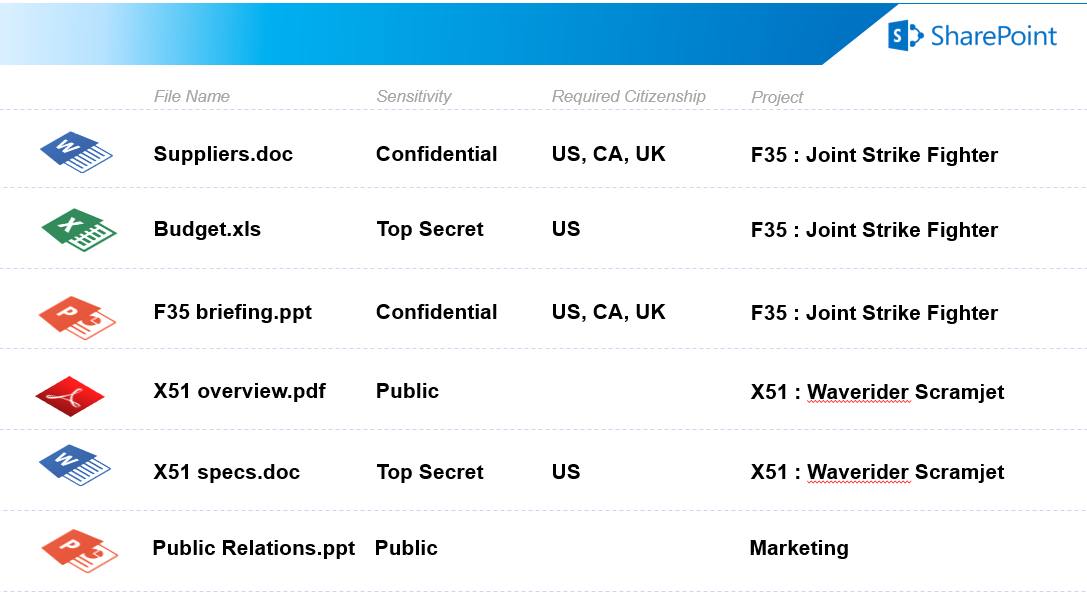 S SharePoint
File Name Sensitivity Required Citizenship Project
W Suppliers.doc Confidential US, CA, UK F35 : Joint Strike Fighter
X Budget.xls Top Secret US F35 : Joint Strike Fighter
P F35 briefing.ppt Confidential US, CA, UK F35 : Joint Strike Fighter
X51 overview.pdf Public X51 : Waverider Scramjet
W X51 specs.doc Top Secret US X51 : Waverider Scramjet
P Public Relations.ppt Public Marketing